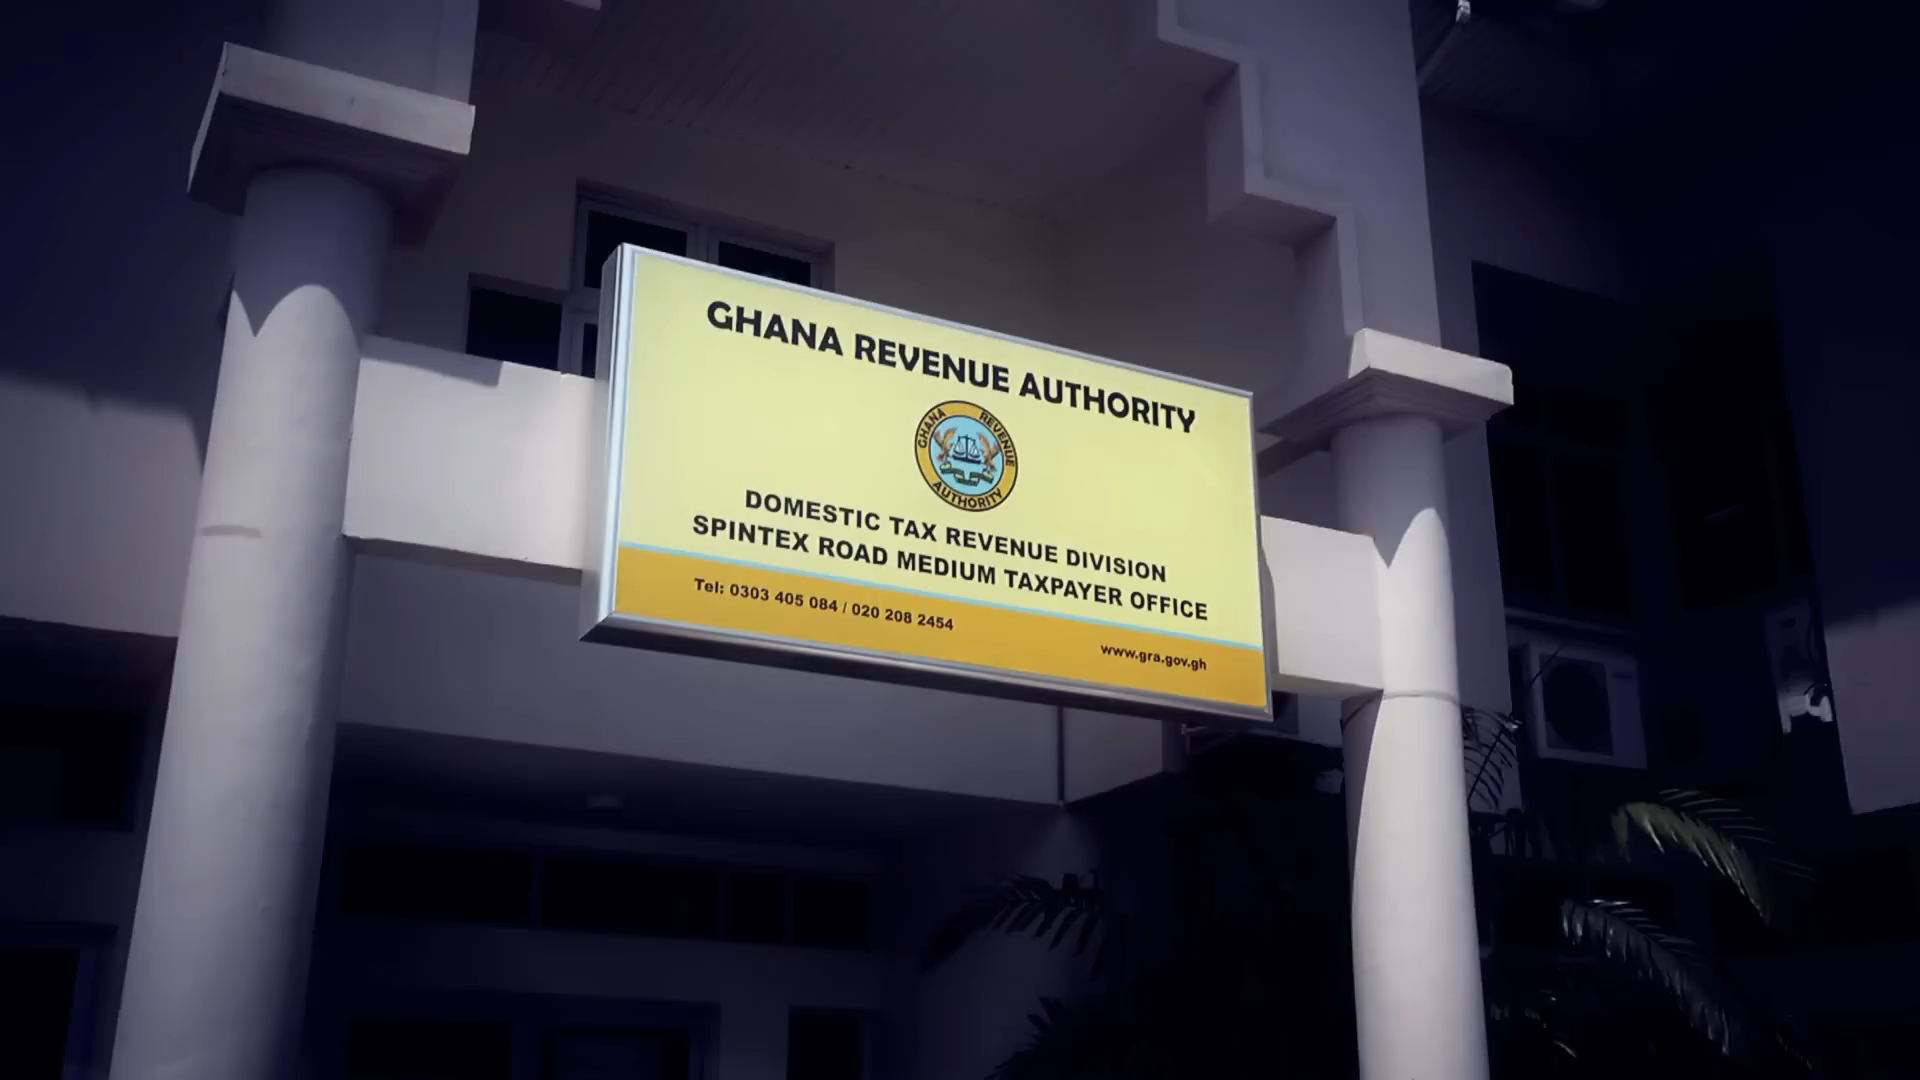 GHANA REVENUE AUTHORITY
GHANA REVENUE AUTHORITY
DOMESTIC TAX REVENUE DIVISION
SPINTEX ROAD MEDIUM TAXPAYER OFFICE
Tel: 0303 405 084 / 020 208 2454
www.gra.gov.gh